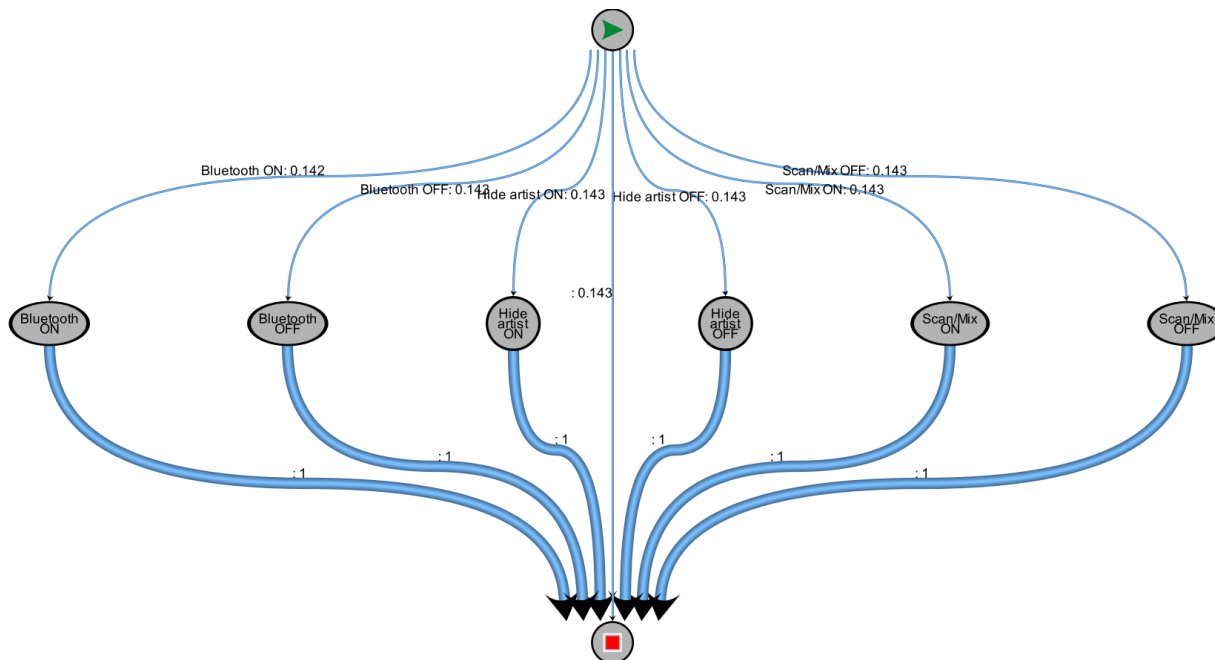 Bluetooth ON: 0.142
Scan/Mix OFF: 0.143
Bluetooth OFF: 0.143
Scan/Mix ON: 0.143
Hide artist ON: 0.143
Hide artist OFF: 0.143
: 0.143
Bluetooth
ON
Bluetooth
OFF
Hide
artist
ON
Hide
artist
OFF
Scan/Mix
ON
Scan/Mix
OFF
: 1
: 1
: 1
: 1
: 1
: 1